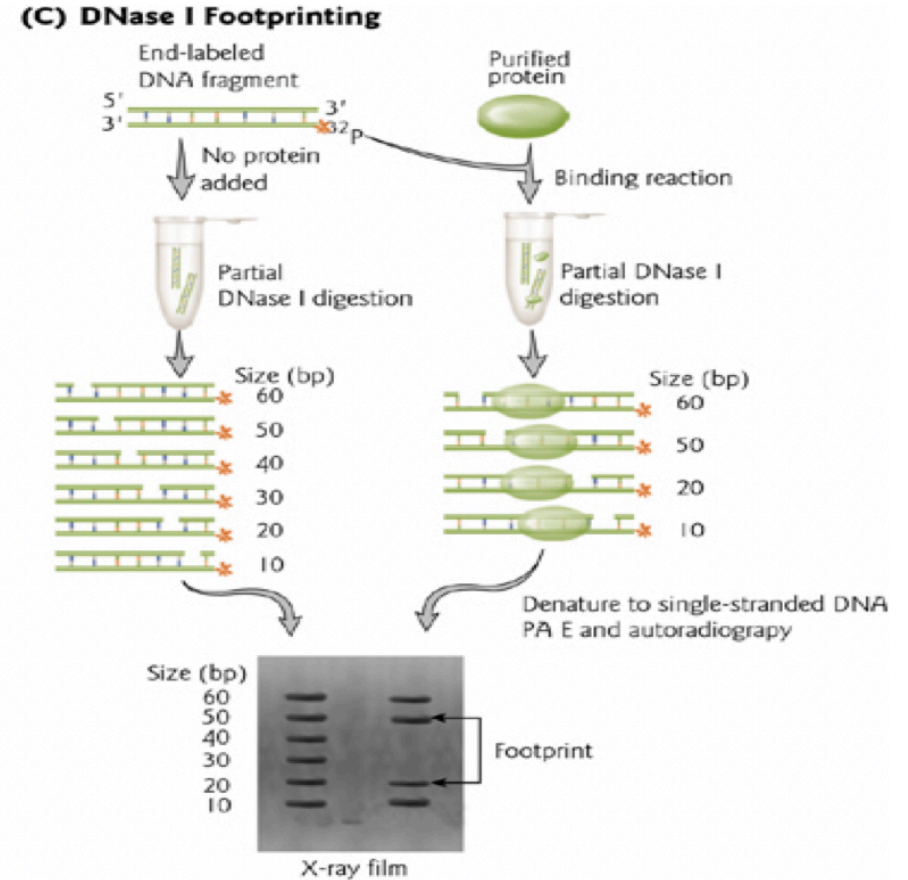 (C) DNase I Footprinting
End-labeled
DNA fragment
5'
3'
3'
32P
Purified
protein
No protein
added
Binding reaction
Partial
DNase I digestion
Partial DNase I
digestion
Size (bp)
60
50
40
30
20
10
Size (bp)
60
50
20
10
Denature to single-stranded DNA
PA E and autoradiograpy
Size (bp)
60
50
40
30
20
10
Footprint
X-ray film